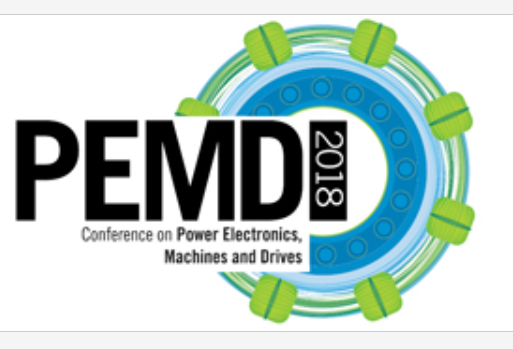 PEMD 2018
Conference on Power Electronics,
Machines and Drives